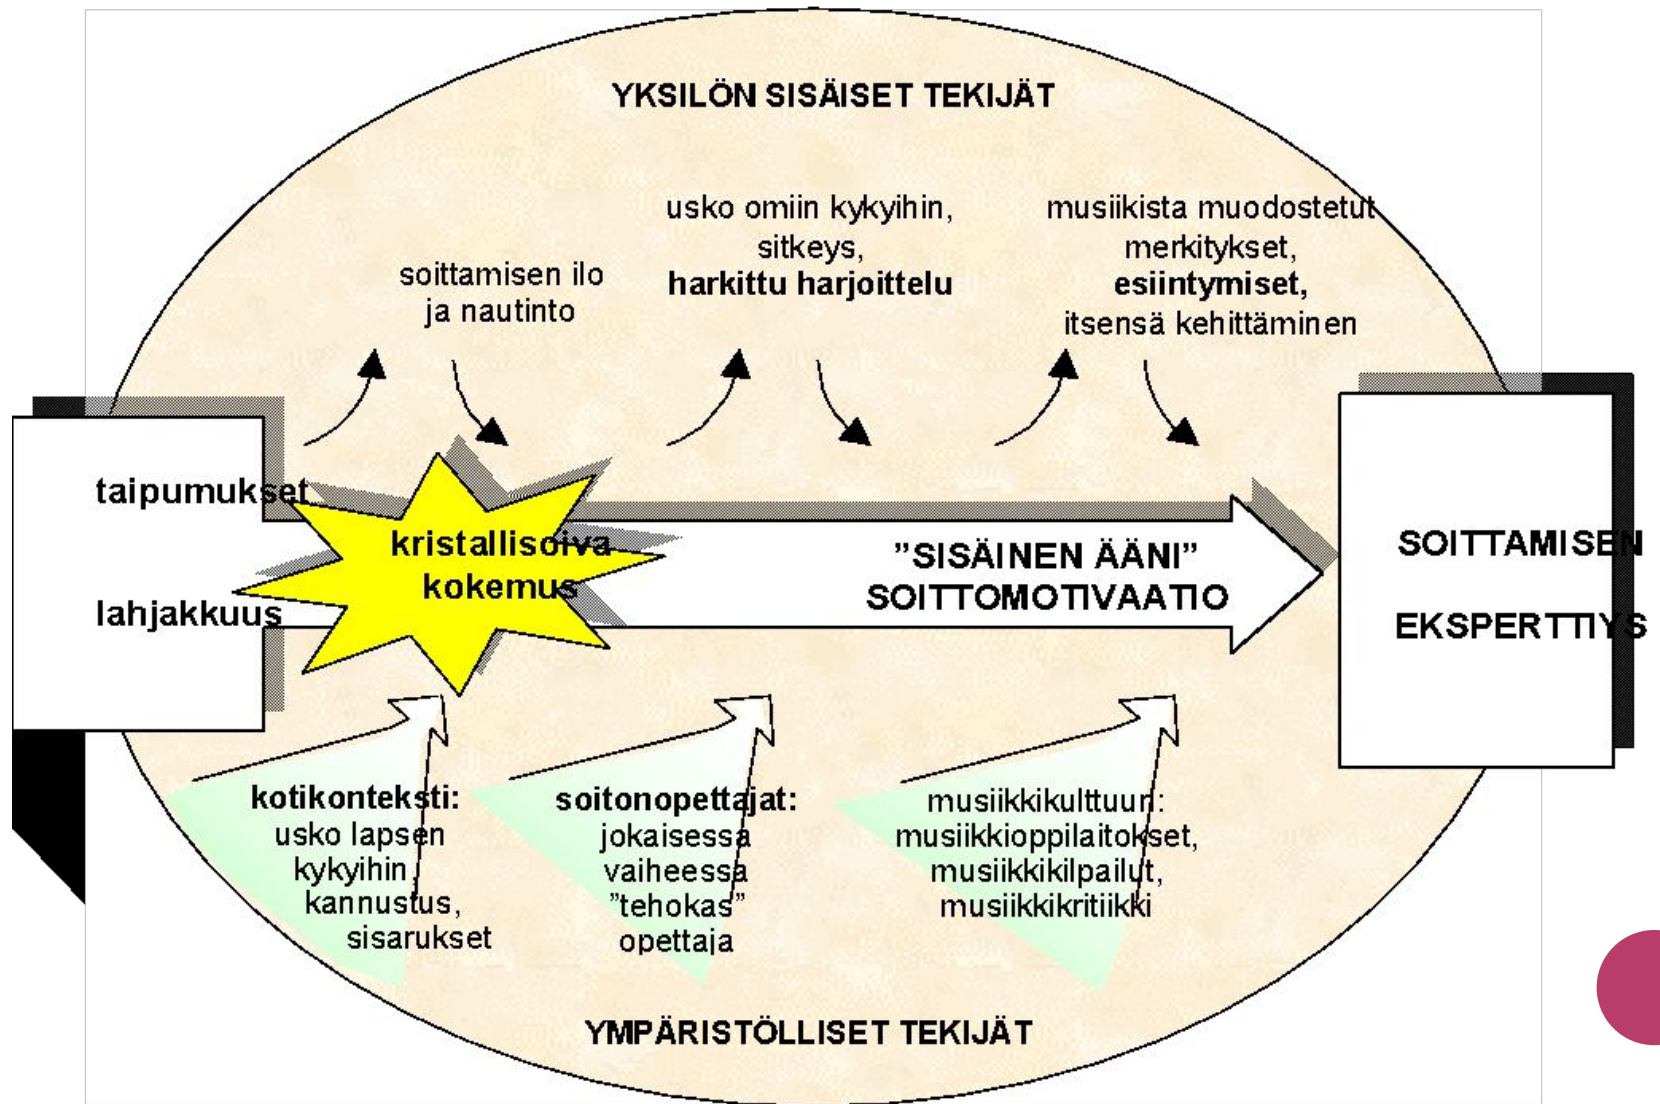 YKSILÖN SISÄISET TEKIJÄT
soittamisen ilo
ja nautinto
usko omiin kykyihin,
sitkeys,
harkittu harjoittelu
musiikista muodostetut
merkitykset,
esiintymiset,
itsensä kehittäminen
taipumukset
lahjakkuus
kristallisoiva
kokemus
”SISÄINEN ÄÄNI”
SOITTOMOTIVAATIO
SOITTAMISEN
EKSPERTTIYS
kotikonteksti:
usko lapsen
kykyihin,
kannustus,
sisarukset
soitonopettajat:
jokaisessa
vaiheessa
”tehokas”
opettaja
musiikkikulttuuri:
musiikkioppilaitokset,
musiikkikilpailut,
musiikkikritiikki
YMPÄRISTÖLLISET TEKIJÄT